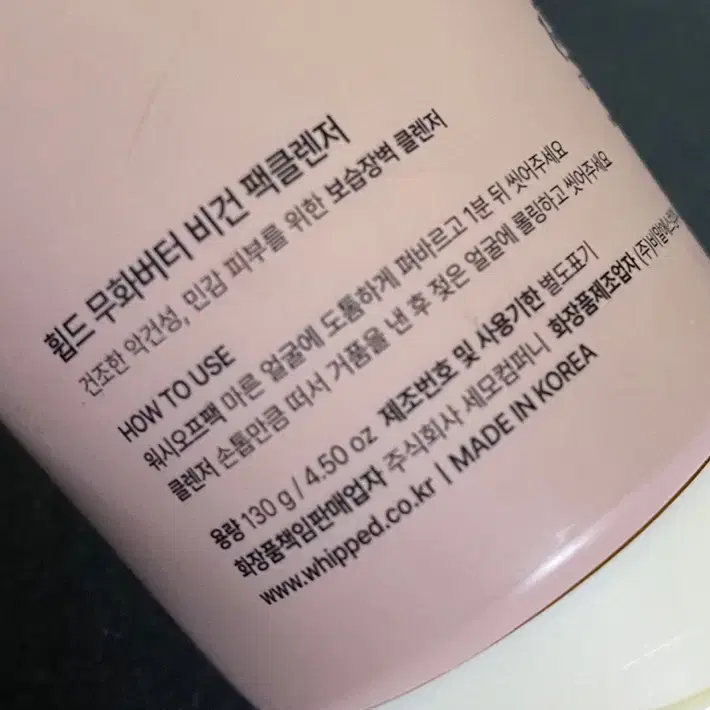 휩드 무화버터 비건 팩클렌저
건조한 악건성, 민감 피부를 위한 보습장벽 클렌저
HOW TO USE
워시오프팩 마른 얼굴에 도톰하게 펴바르고 1분 뒤 씻어주세요
클렌저 손톱만큼 떠서 거품을 낸 후 젖은 얼굴에 롤링하고 씻어주세요
용량 130 g / 4.50 oz 제조번호 및 사용기한 별도표기
화장품책임판매업자 주식회사 세모컴퍼니 화장품제조업자
www.whipped.co.kr | MADE IN KOREA